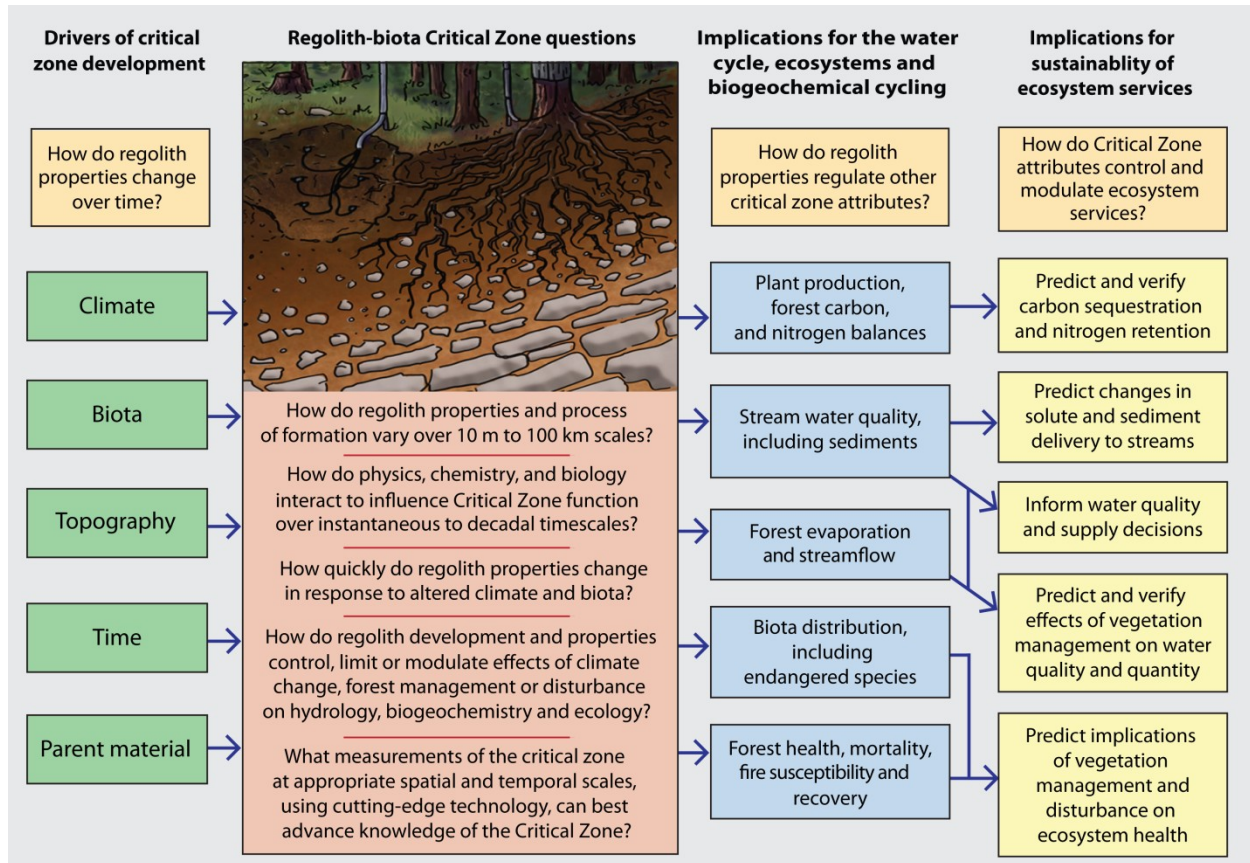 Drivers of critical
zone development
How do regolith
properties change
over time?
Climate
Biota
Topography
Time
Parent material
Regolith-biota Critical Zone questions
How do regolith properties and process
of formation vary over 10 m to 100 km scales?
How do physics, chemistry, and biology
interact to influence Critical Zone function
over instantaneous to decadal timescales?
How quickly do regolith properties change
in response to altered climate and biota?
How do regolith development and properties
control, limit or modulate effects of climate
change, forest management or disturbance
on hydrology, biogeochemistry and ecology?
What measurements of the critical zone
at appropriate spatial and temporal scales,
using cutting-edge technology, can best
advance knowledge of the Critical Zone?
Implications for the water
cycle, ecosystems and
biogeochemical cycling
How do regolith
properties regulate other
critical zone attributes?
Plant production,
forest carbon,
and nitrogen balances
Stream water quality,
including sediments
Forest evaporation
and streamflow
Biota distribution,
including
endangered species
Forest health, mortality,
fire susceptibility and
recovery
Implications for
sustainablity of
ecosystem services
How do Critical Zone
attributes control and
modulate ecosystem
services?
Predict and verify
carbon sequestration
and nitrogen retention
Predict changes in
solute and sediment
delivery to streams
Inform water quality
and supply decisions
Predict and verify
effects of vegetation
management on water
quality and quantity
Predict implications
of vegetation
management and
disturbance on
ecosystem health